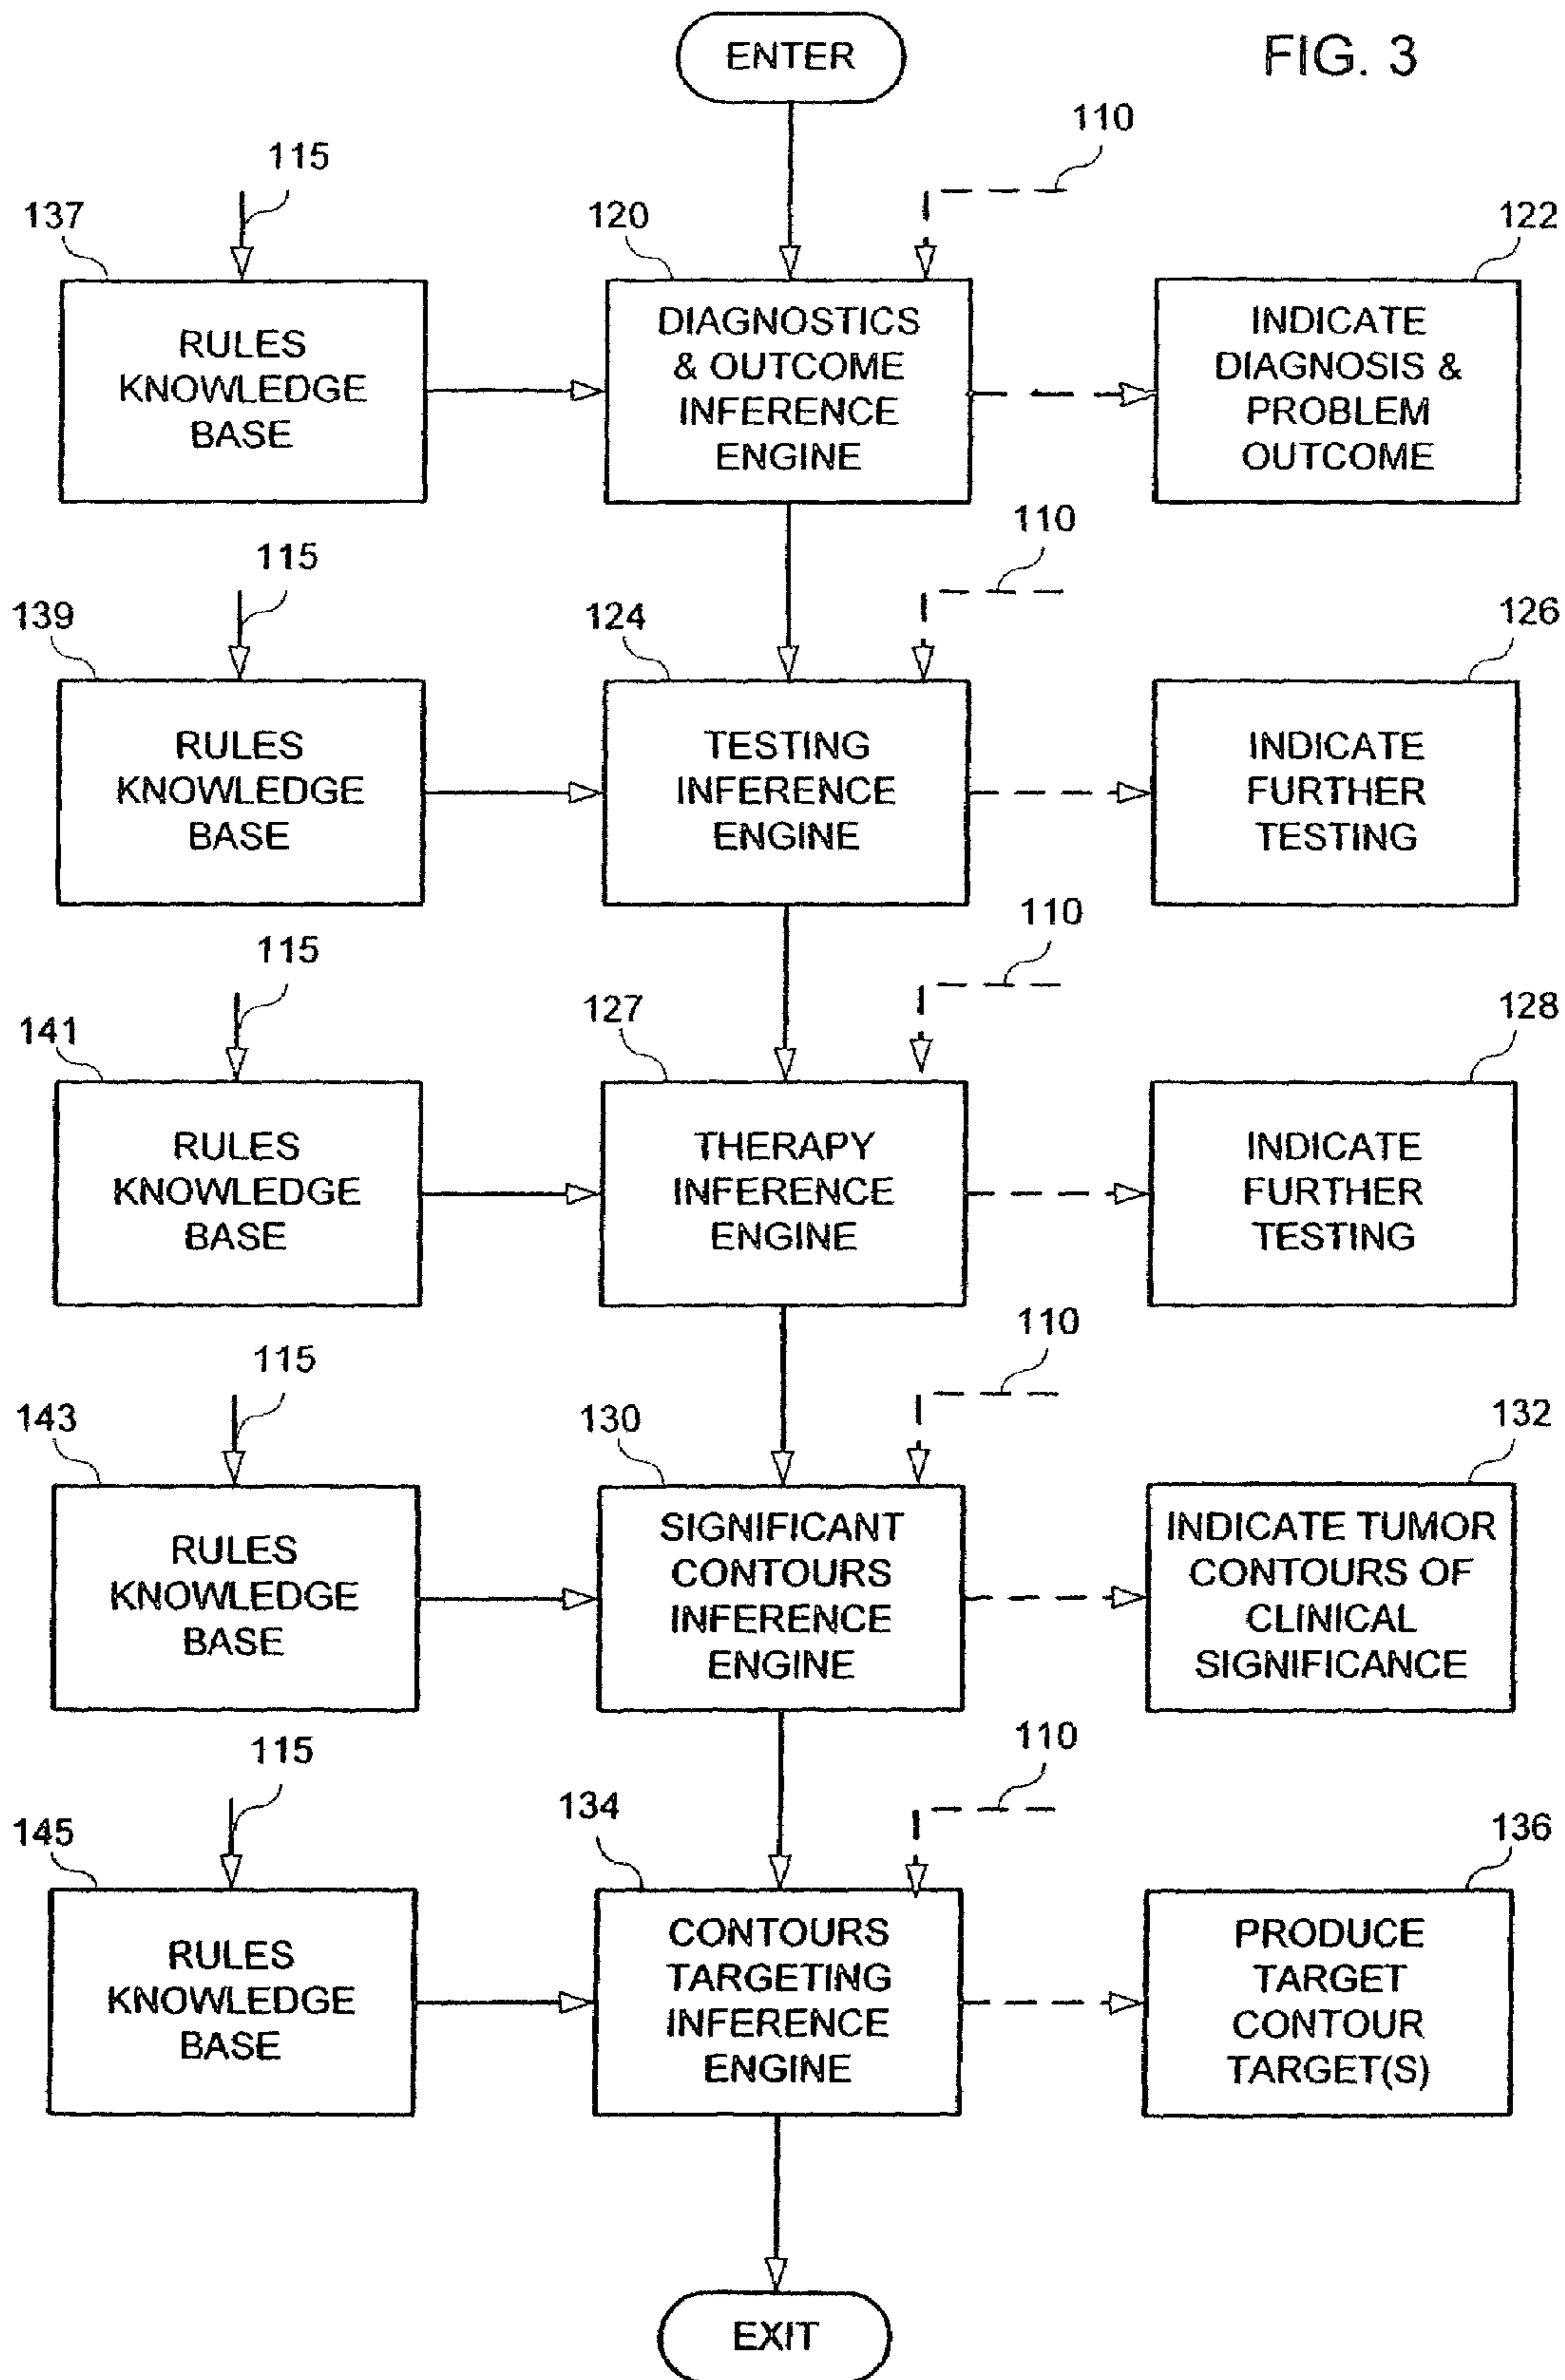 FIG. 3
ENTER
110
115
137
120
122
RULES
KNOWLEDGE
BASE
DIAGNOSTICS
& OUTCOME
INFERENCE
ENGINE
INDICATE
DIAGNOSIS &
PROBLEM
OUTCOME
110
115
139
124
126
RULES
KNOWLEDGE
BASE
TESTING
INFERENCE
ENGINE
INDICATE
FURTHER
TESTING
110
115
141
127
128
RULES
KNOWLEDGE
BASE
THERAPY
INFERENCE
ENGINE
INDICATE
FURTHER
TESTING
110
115
143
130
132
RULES
KNOWLEDGE
BASE
SIGNIFICANT
CONTOURS
INFERENCE
ENGINE
INDICATE TUMOR
CONTOURS OF
CLINICAL
SIGNIFICANCE
110
115
145
134
136
RULES
KNOWLEDGE
BASE
CONTOURS
TARGETING
INFERENCE
ENGINE
PRODUCE
TARGET
CONTOUR
TARGET(S)
EXIT